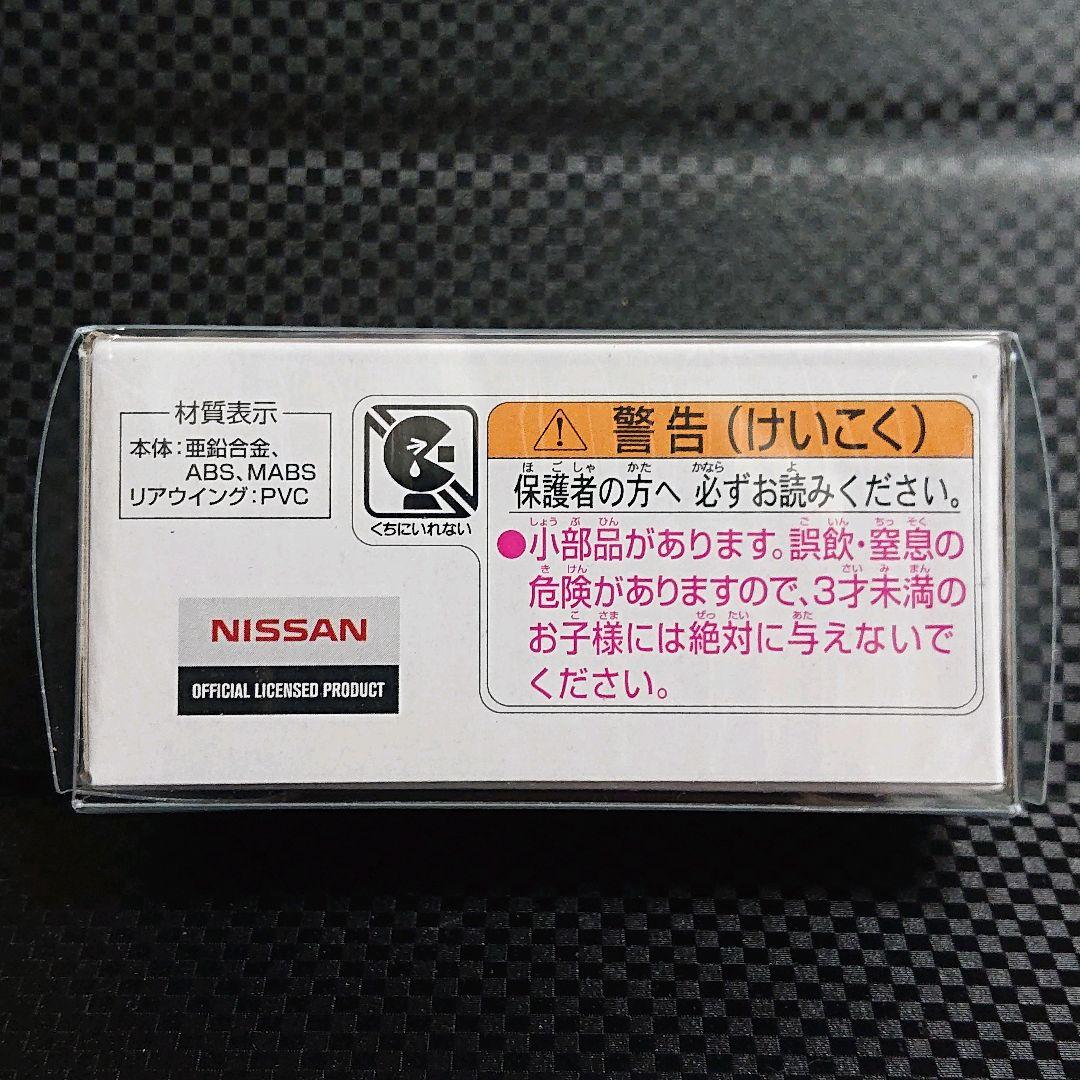 材質表示
本体:亜鉛合金、
ABS、MABS
リアウイング:PVC
くちにいれない
警告(けいこく)
ほごしゃ かた かなら よ
保護者の方へ 必ずお読みください。
しょうぶひん ごいん ちっそく
●小部品があります。誤飲・窒息の
きけん さいみまん
危険がありますので、3才未満の
こさま ぜったい あた
お子様には絶対に与えないで
ください。
NISSAN
OFFICIAL LICENSED PRODUCT